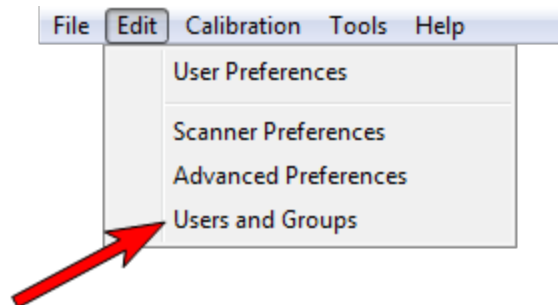 File Edit Calibration Tools Help
User Preferences
Scanner Preferences
Advanced Preferences
Users and Groups